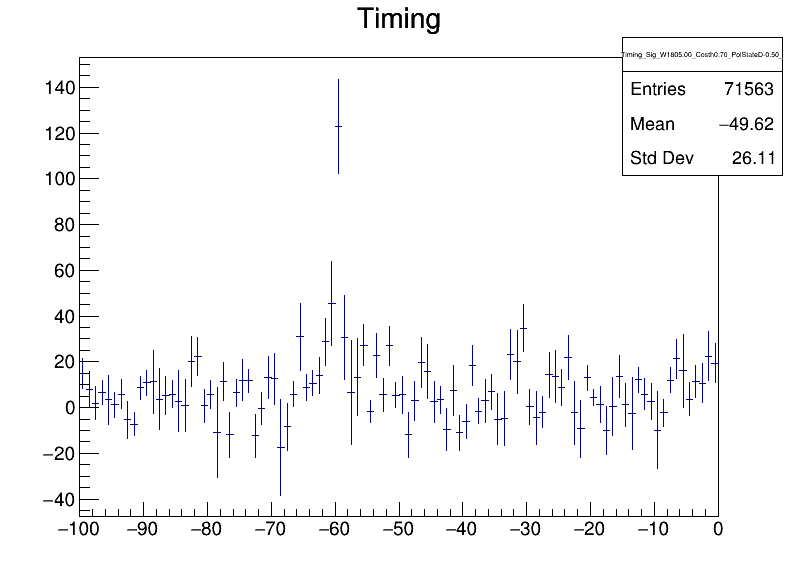 Timing
Timing_Sig_W1805.00_Costh0.70_PolStateD-0.50_
Entries 71563
Mean −49.62
Std Dev 26.11
140
120
100
80
60
40
20
0
−20
−40
−100 −90 −80 −70 −60 −50 −40 −30 −20 −10 0